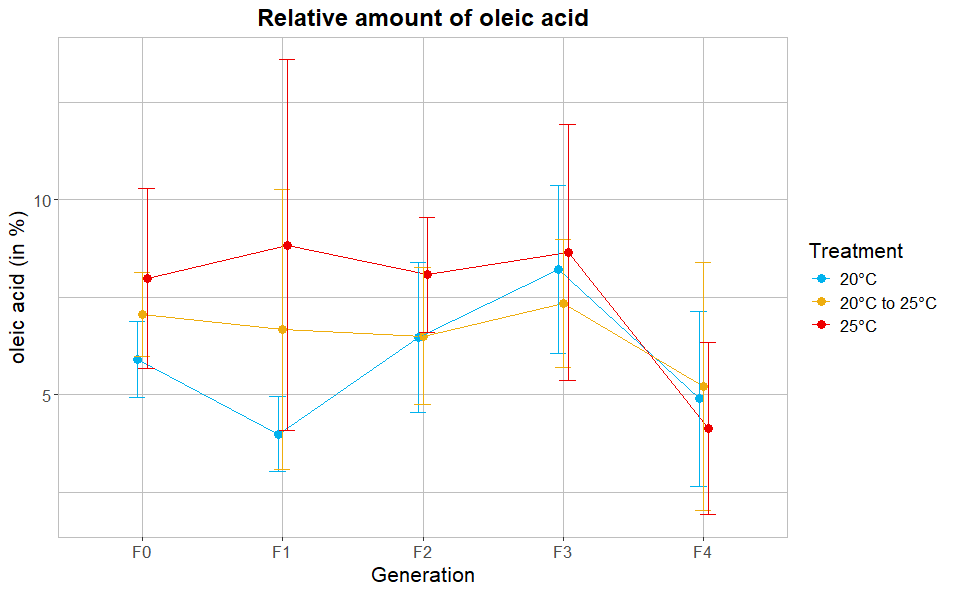 Relative amount of oleic acid
oleic acid (in %)
10
5
F0 F1 F2 F3 F4
Generation
Treatment
20°C
20°C to 25°C
25°C